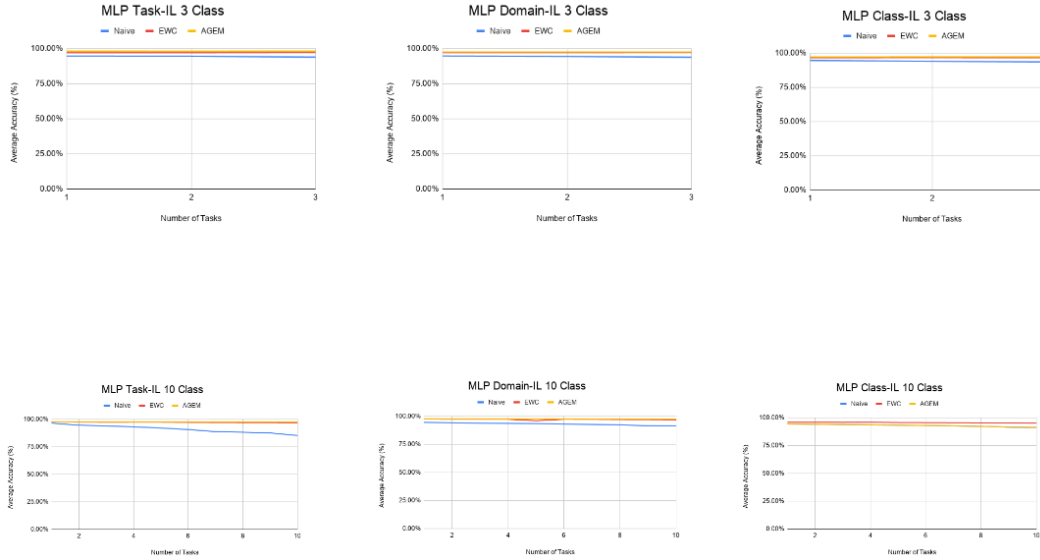 MLP Task-IL 3 Class
Naive EWC AGEM
100.00%
75.00%
50.00%
25.00%
0.00%
Average Accuracy (%)
1 2 3
Number of Tasks
MLP Domain-IL 3 Class
Naive EWC AGEM
100.00%
75.00%
50.00%
25.00%
0.00%
Average Accuracy (%)
1 2 3
Number of Tasks
MLP Class-IL 3 Class
Naive EWC AGEM
100.00%
75.00%
50.00%
25.00%
0.00%
Average Accuracy (%)
1 2
Number of Tasks
MLP Task-IL 10 Class
Naive EWC AGEM
100.00%
75.00%
50.00%
25.00%
0.00%
Average Accuracy (%)
2 4 6 8 10
Number of Tasks
MLP Domain-IL 10 Class
Naive EWC AGEM
100.00%
75.00%
50.00%
25.00%
0.00%
Average Accuracy (%)
2 4 6 8 10
Number of Tasks
MLP Class-IL 10 Class
Naive EWC AGEM
100.00%
75.00%
50.00%
25.00%
0.00%
Average Accuracy (%)
2 4 6 8 10
Number of Tasks